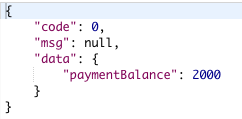 {
    "code": 0,
    "msg": null,
    "data": {
        "paymentBalance": 2000
    }
}